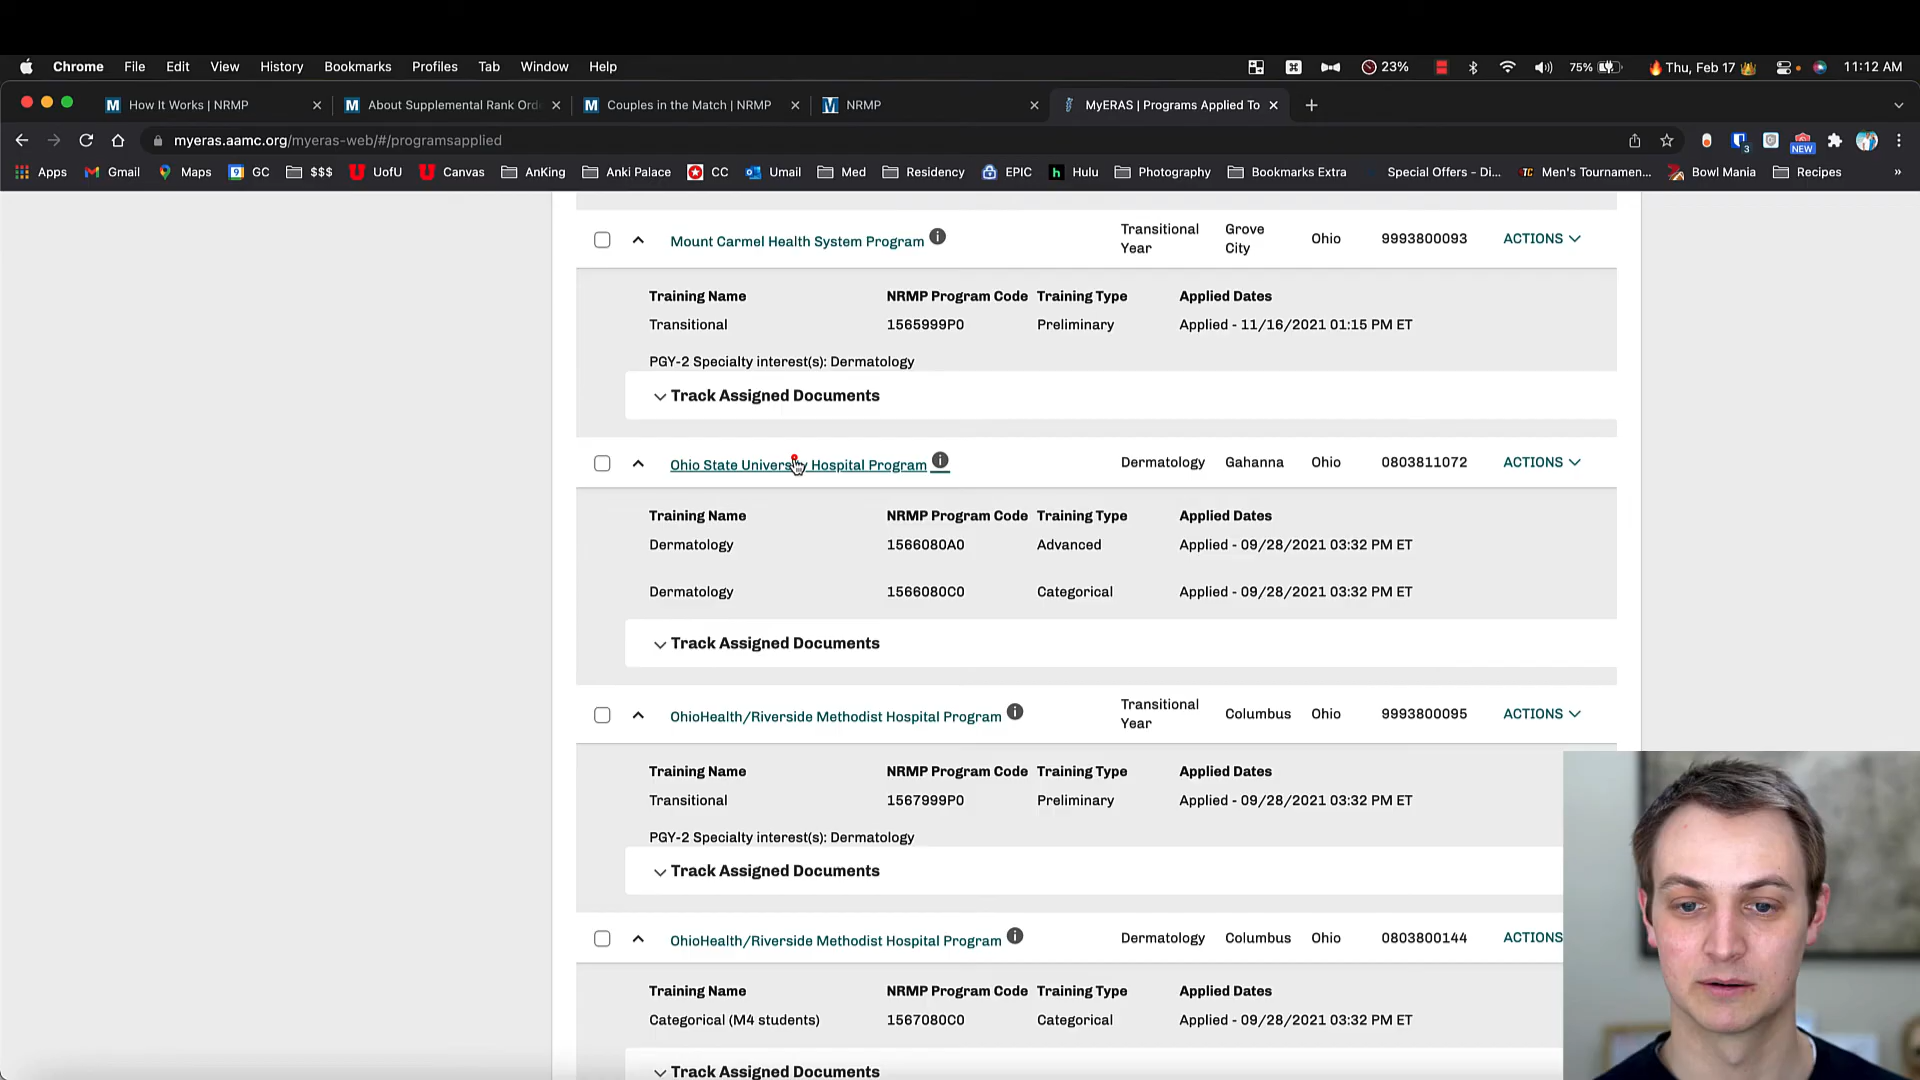 Chrome File Edit View History Bookmarks Profiles Tab Window Help 23% 75% Thu, Feb 17 11:12 AM
How It Works | NRMP About Supplemental Rank Ord Couples in the Match | NRMP NRMP MyERAS | Programs Applied To
myeras.aamc.org/myeras-web/#/programsapplied 3 NEW
Apps Gmail Maps GC $$$ UofU Canvas AnKing Anki Palace CC Umail Med Residency EPIC Hulu Photography Bookmarks Extra Special Offers - Di... Men's Tournamen... Bowl Mania Recipes »
Mount Carmel Health System Program Transitional Year Grove City Ohio 9993800093 ACTIONS
Training Name NRMP Program Code Training Type Applied Dates
Transitional 1565999P0 Preliminary Applied - 11/16/2021 01:15 PM ET
PGY-2 Specialty interest(s): Dermatology
Track Assigned Documents
Ohio State University Hospital Program Dermatology Gahanna Ohio 0803811072 ACTIONS
Training Name NRMP Program Code Training Type Applied Dates
Dermatology 1566080A0 Advanced Applied - 09/28/2021 03:32 PM ET
Dermatology 1566080C0 Categorical Applied - 09/28/2021 03:32 PM ET
Track Assigned Documents
OhioHealth/Riverside Methodist Hospital Program Transitional Year Columbus Ohio 9993800095 ACTIONS
Training Name NRMP Program Code Training Type Applied Dates
Transitional 1567999P0 Preliminary Applied - 09/28/2021 03:32 PM ET
PGY-2 Specialty interest(s): Dermatology
Track Assigned Documents
OhioHealth/Riverside Methodist Hospital Program Dermatology Columbus Ohio 0803800144 ACTIONS
Training Name NRMP Program Code Training Type Applied Dates
Categorical (M4 students) 1567080C0 Categorical Applied - 09/28/2021 03:32 PM ET
Track Assigned Documents